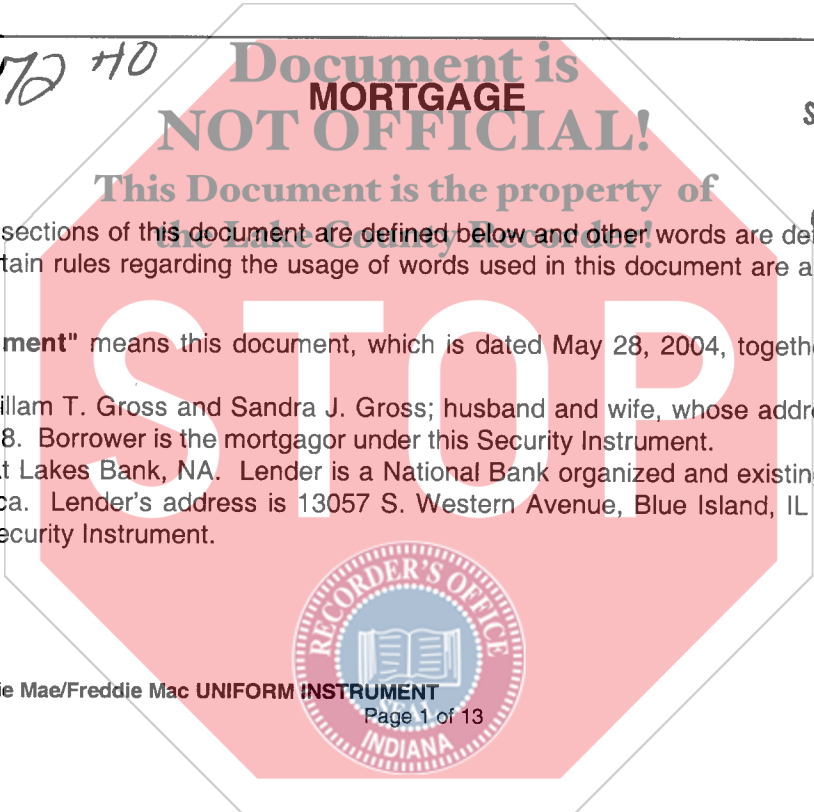 72 HO
Document is
MORTGAGE
NOT OFFICIAL!
This Document is the property of
the Lake County Recorder!
sections of this document are defined below and other words are def
tain rules regarding the usage of words used in this document are a
ment" means this document, which is dated May 28, 2004, togethe
illam T. Gross and Sandra J. Gross; husband and wife, whose addre
8. Borrower is the mortgagor under this Security Instrument.
t Lakes Bank, NA. Lender is a National Bank organized and existing
ca. Lender's address is 13057 S. Western Avenue, Blue Island, IL
ecurity Instrument.
STOP
RECORDER'S OFFICE
SEAL
INDIANA
ie Mae/Freddie Mac UNIFORM INSTRUMENT
Page 1 of 13